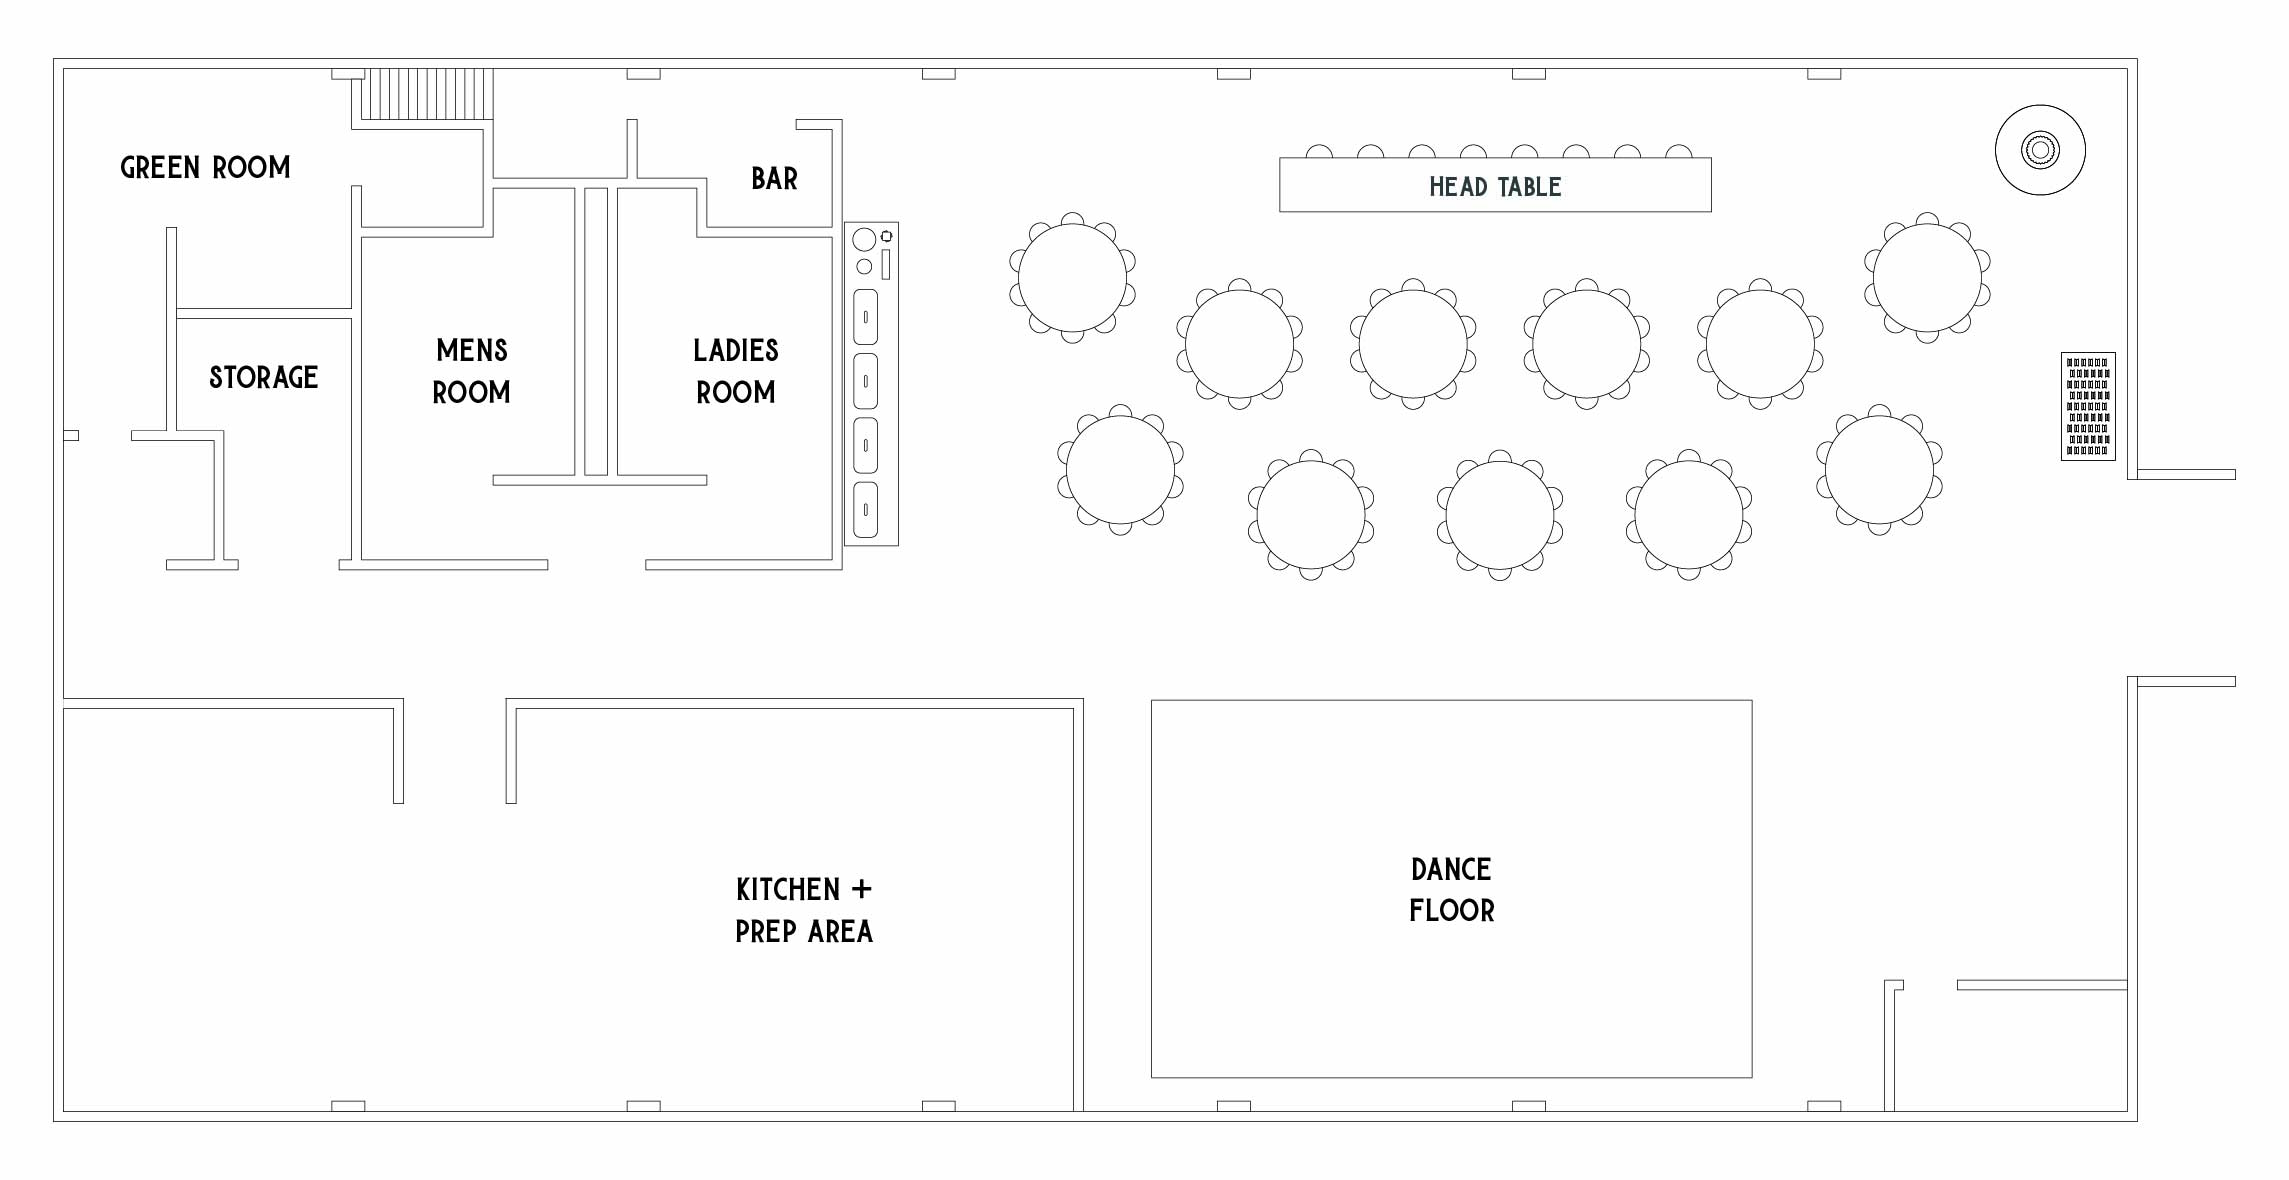 GREEN ROOM
BAR
HEAD TABLE
STORAGE
MENS
ROOM
LADIES
ROOM
KITCHEN +
PREP AREA
DANCE
FLOOR